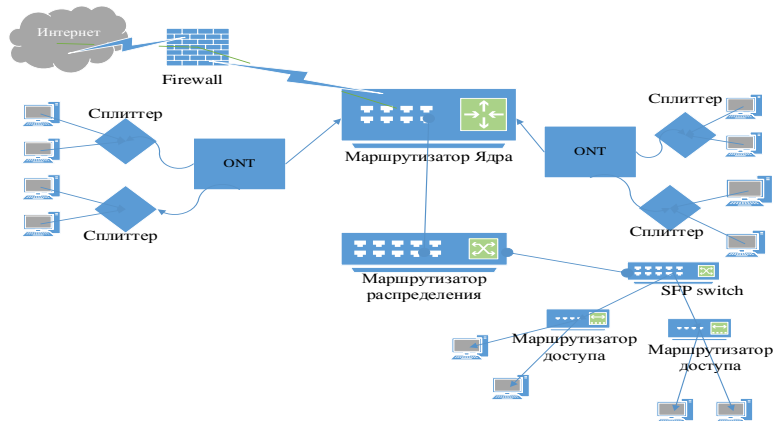 Интернет
Firewall
Сплиттер
ONT
Сплиттер
Маршрутизатор Ядра
Сплиттер
ONT
Сплиттер
Маршрутизатор
распределения
SFP switch
Маршрутизатор
доступа
Маршрутизатор
доступа